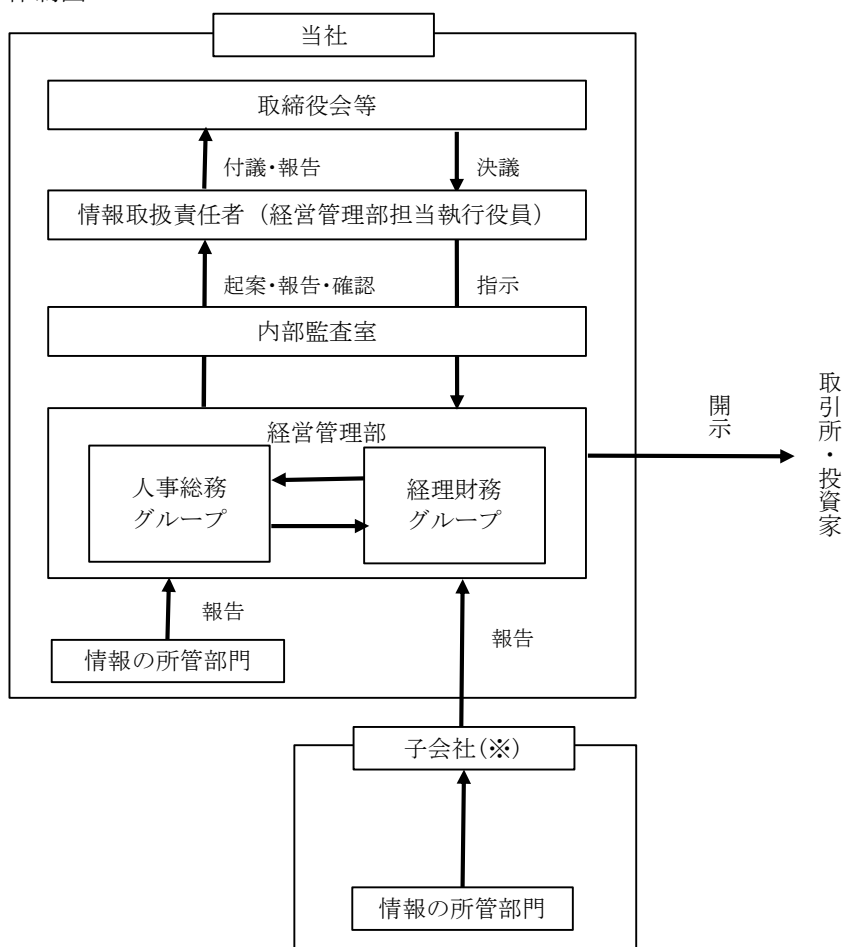 当社
取締役会等
付議・報告
決議
情報取扱責任者（経営管理部担当執行役員）
起案・報告・確認
指示
内部監査室
経営管理部
人事総務
グループ
経理財務
グループ
開示
取引所・投資家
報告
情報の所管部門
報告
子会社(※)
情報の所管部門